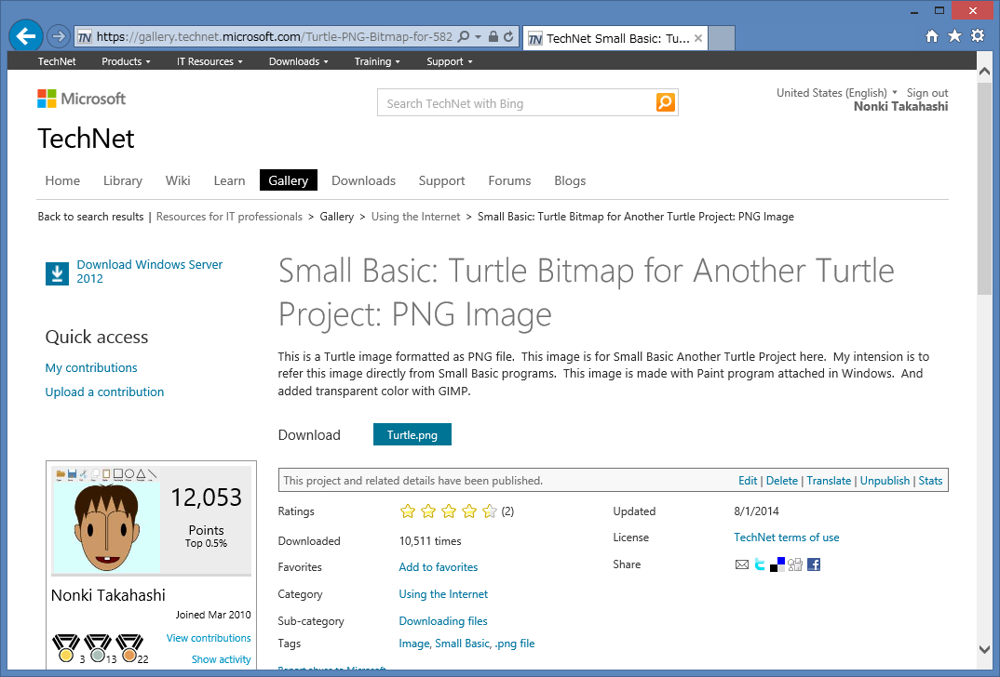 https://gallery.technet.microsoft.com/Turtle-PNG-Bitmap-for-582
TechNet Small Basic: Tu...
TechNet Products IT Resources Downloads Training Support
Microsoft
Search TechNet with Bing
United States (English) Sign out
Nonki Takahashi
TechNet
Home Library Wiki Learn Gallery Downloads Support Forums Blogs
Back to search results | Resources for IT professionals > Gallery > Using the Internet > Small Basic: Turtle Bitmap for Another Turtle Project: PNG Image
Download Windows Server
2012
Quick access
My contributions
Upload a contribution
Small Basic: Turtle Bitmap for Another Turtle
Project: PNG Image
This is a Turtle image formatted as PNG file. This image is for Small Basic Another Turtle Project here. My intension is to
refer this image directly from Small Basic programs. This image is made with Paint program attached in Windows. And
added transparent color with GIMP.
Download Turtle.png
This project and related details have been published. Edit | Delete | Translate | Unpublish | Stats
12,053
Points
Top 0.5%
Nonki Takahashi
Joined Mar 2010
View contributions
3 13 22
Show activity
Ratings (2)
Downloaded 10,511 times
Favorites Add to favorites
Category Using the Internet
Sub-category Downloading files
Tags Image, Small Basic, .png file
Report abuse to Microsoft
Updated 8/1/2014
License TechNet terms of use
Share